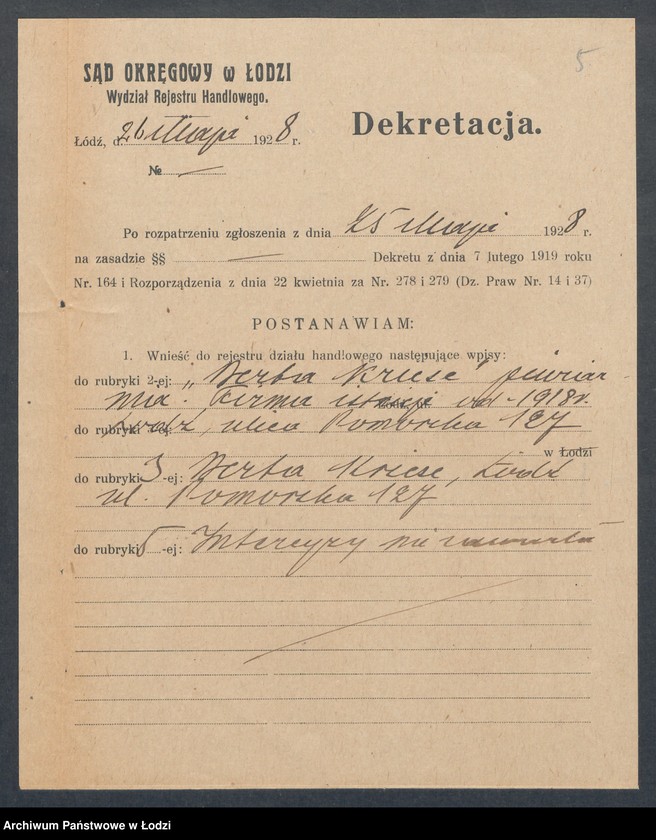 5.
SĄD OKRĘGOWY w ŁODZI
Wydział Rejestru Handlowego.
Dekretacja.
Łódź, d. 26 Maja 1928 r.
№ —
Po rozpatrzeniu zgłoszenia z dnia 25 Maja 1928 r.
na zasadzie §§ — Dekretu z dnia 7 lutego 1919 roku
Nr. 164 i Rozporządzenia z dnia 22 kwietnia za Nr. 278 i 279 (Dz. Praw Nr. 14 i 37)
POSTANAWIAM:
1. Wnieść do rejestru działu handlowego następujące wpisy:
do rubryki 2-ej: „Berta Kriese" piwiar-
nia. Firma istnieje od 1918 r.
do rubryki Łódź, ulica Pomorska 127
w Łodzi
do rubryki 3-ej: Berta Kriese, Łódź
ul. Pomorska 127
do rubryki 5-ej: Intercyzy nie zawarła
Archiwum Państwowe w Łodzi